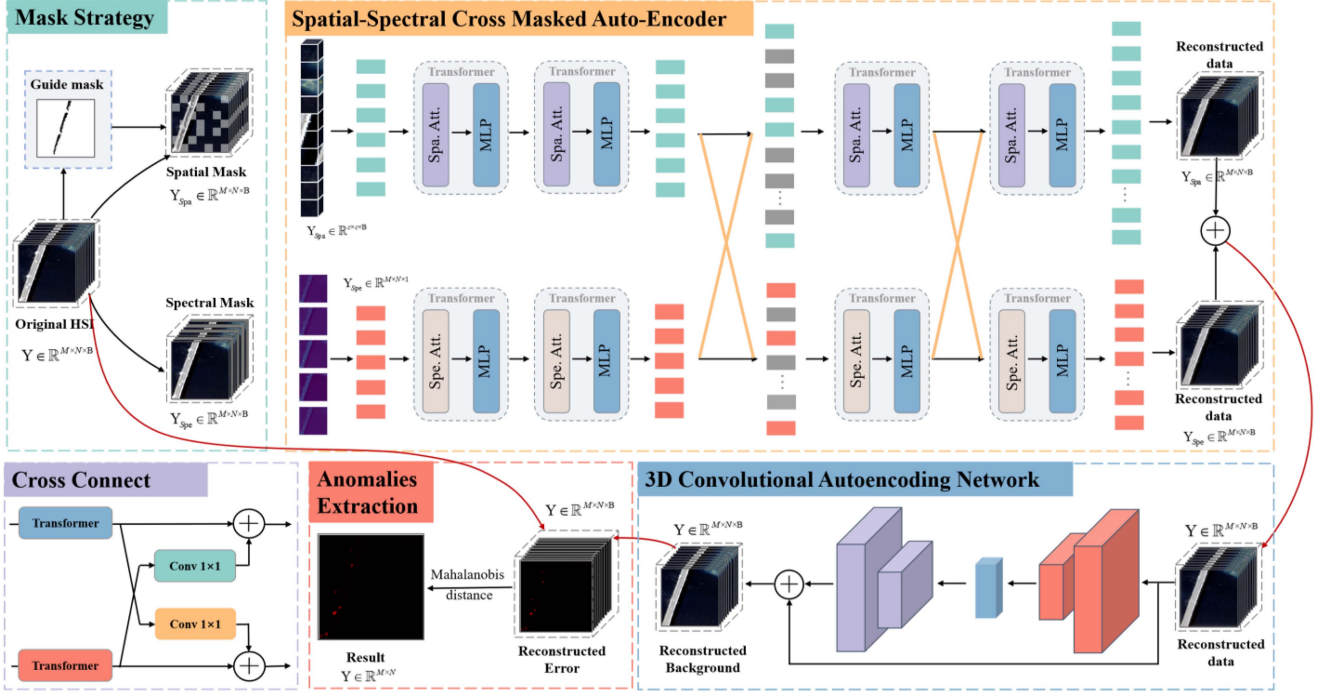 Mask Strategy
Guide mask
Spatial Mask
Y_Spa ∈ ℝ^M×N×B
Original HSI
Y ∈ ℝ^M×N×B
Spectral Mask
Y_Spe ∈ ℝ^M×N×B
Spatial-Spectral Cross Masked Auto-Encoder
Transformer
Spa. Att.
MLP
Transformer
Spa. Att.
MLP
Transformer
Spa. Att.
MLP
Transformer
Spa. Att.
MLP
Reconstructed
data
Y_Spa ∈ ℝ^M×N×B
Y_Spa ∈ ℝ^c×c×B
Y_Spe ∈ ℝ^M×N×1
Transformer
Spe. Att.
MLP
Transformer
Spe. Att.
MLP
Transformer
Spe. Att.
MLP
Transformer
Spe. Att.
MLP
Reconstructed
data
Y_Spe ∈ ℝ^M×N×B
Cross Connect
Transformer
Conv 1×1
Conv 1×1
Transformer
Anomalies
Extraction
Y ∈ ℝ^M×N×B
Mahalanobis
distance
Result
Y ∈ ℝ^M×N
Reconstructed
Error
3D Convolutional Autoencoding Network
Y ∈ ℝ^M×N×B
Reconstructed
Background
Y ∈ ℝ^M×N×B
Reconstructed
data